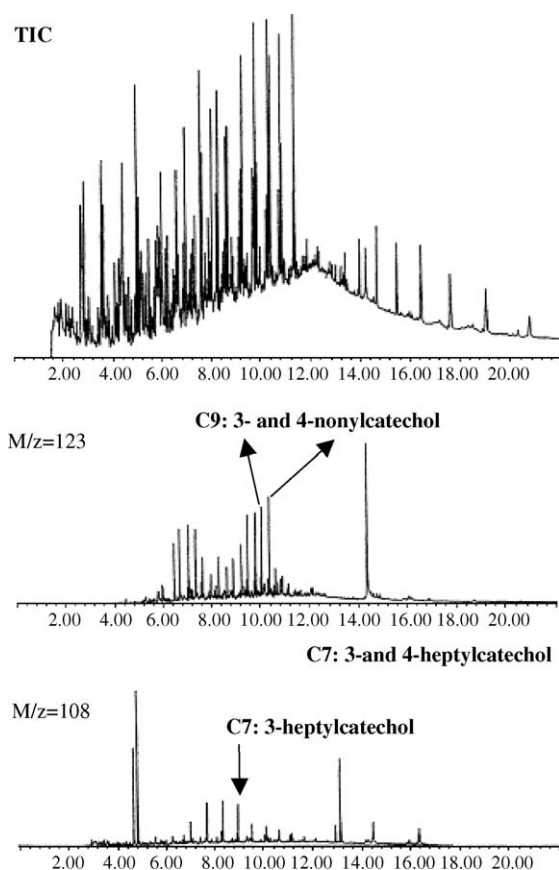 TIC
2.00 4.00 6.00 8.00 10.00 12.00 14.00 16.00 18.00 20.00
C9: 3- and 4-nonylcatechol
M/z=123
2.00 4.00 6.00 8.00 10.00 12.00 14.00 16.00 18.00 20.00
C7: 3-and 4-heptylcatechol
M/z=108
C7: 3-heptylcatechol
2.00 4.00 6.00 8.00 10.00 12.00 14.00 16.00 18.00 20.00